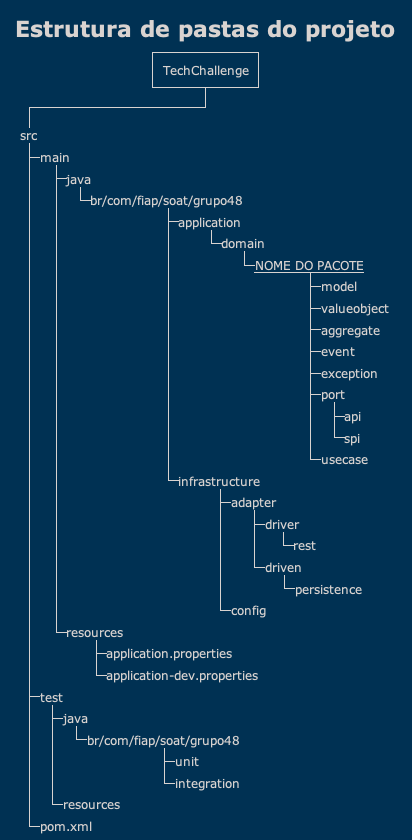 Estrutura de pastas do projeto
TechChallenge
src
main
java
br/com/fiap/soat/grupo48
application
domain
NOME DO PACOTE
model
valueobject
aggregate
event
exception
port
api
spi
usecase
infrastructure
adapter
driver
rest
driven
persistence
config
resources
application.properties
application-dev.properties
test
java
br/com/fiap/soat/grupo48
unit
integration
resources
pom.xml